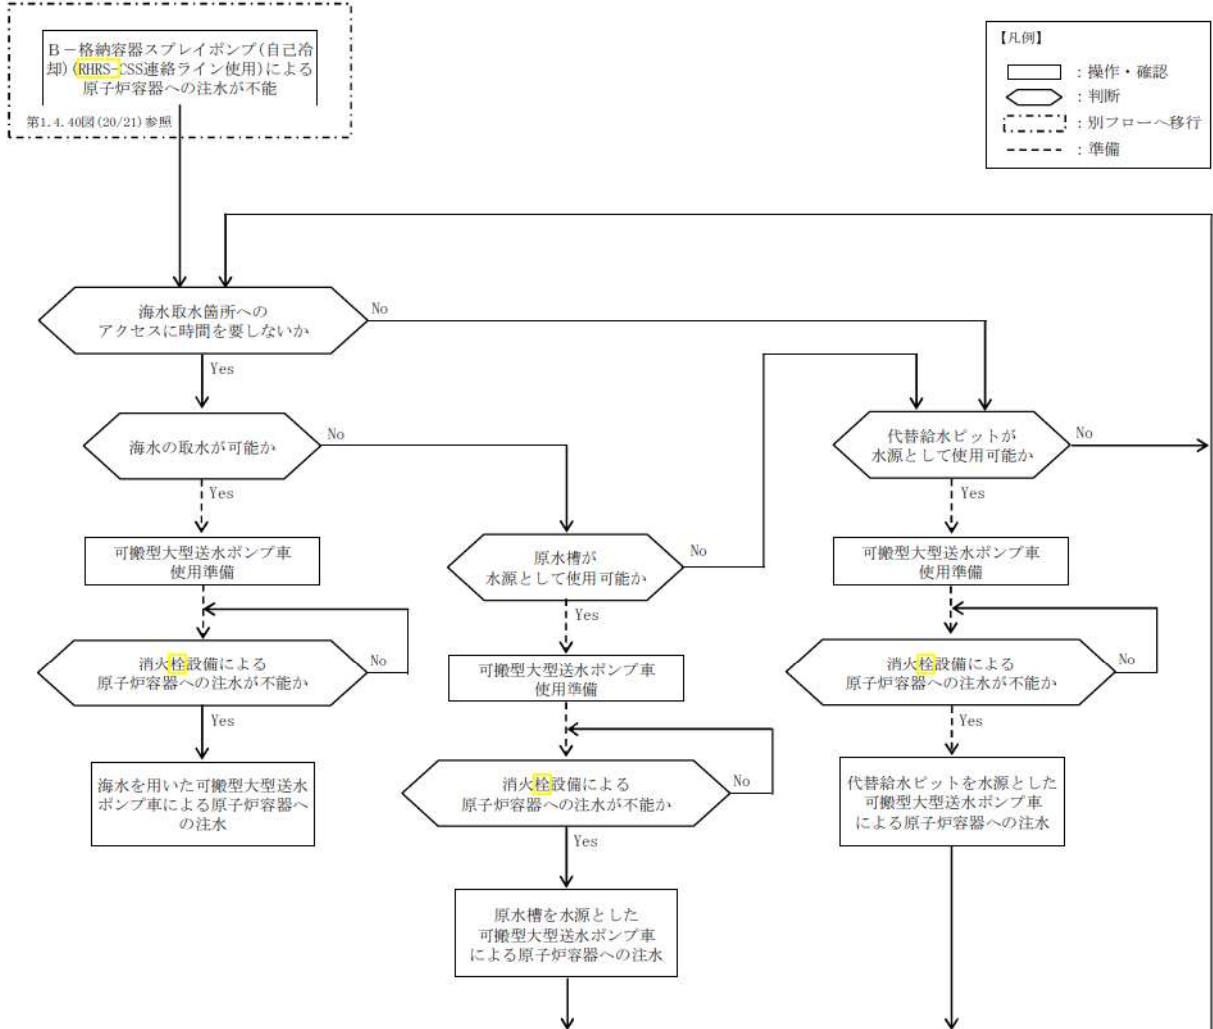 B－格納容器スプレイポンプ(自己冷
却)(RHRS-CSS連絡ライン使用)による
原子炉容器への注水が不能
第1.4.40図(20/21)参照
【凡例】
：操作・確認
：判断
：別フローへ移行
：準備
海水取水箇所への
アクセスに時間を要しないか
No
Yes
海水の取水が可能か
No
Yes
代替給水ピットが
水源として使用可能か
No
Yes
可搬型大型送水ポンプ車
使用準備
原水槽が
水源として使用可能か
No
Yes
可搬型大型送水ポンプ車
使用準備
消火栓設備による
原子炉容器への注水が不能か
No
Yes
可搬型大型送水ポンプ車
使用準備
消火栓設備による
原子炉容器への注水が不能か
No
Yes
海水を用いた可搬型大型送水
ポンプ車による原子炉容器へ
の注水
消火栓設備による
原子炉容器への注水が不能か
No
Yes
代替給水ピットを水源とした
可搬型大型送水ポンプ車
による原子炉容器への注水
原水槽を水源とした
可搬型大型送水ポンプ車
による原子炉容器への注水